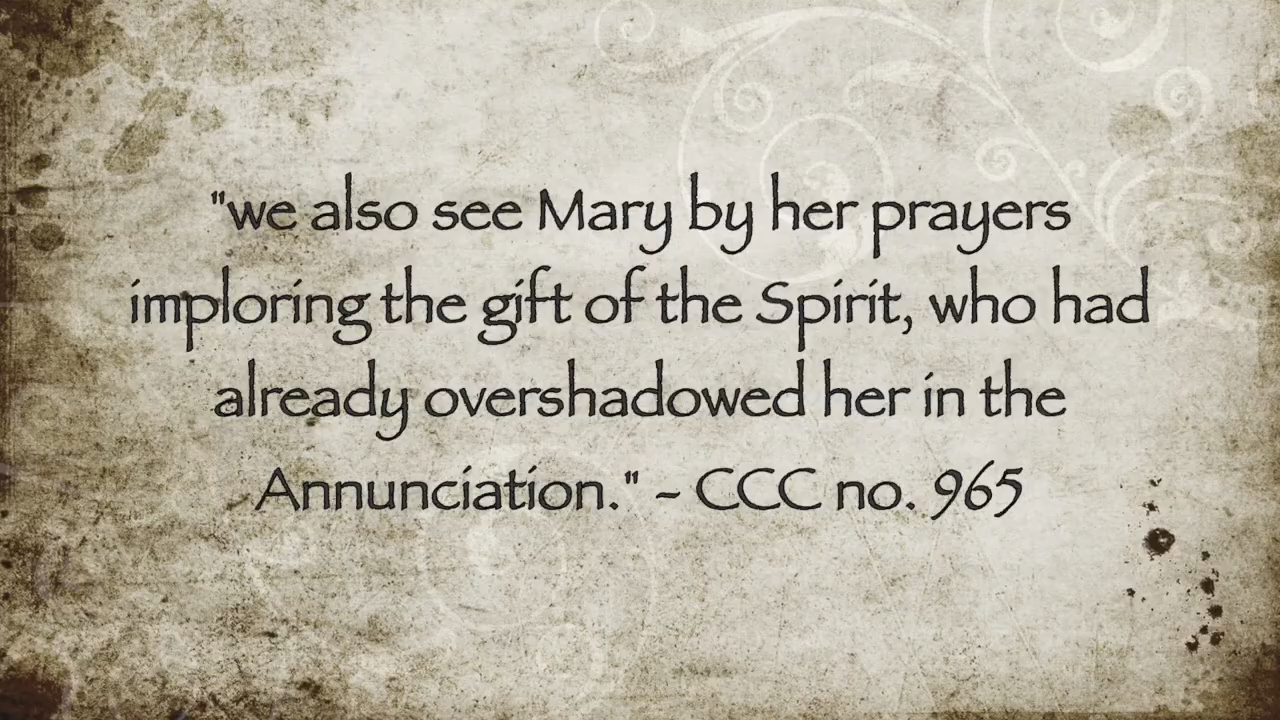 "we also see Mary by her prayers
imploring the gift of the Spirit, who had
already overshadowed her in the
Annunciation." - CCC no. 965